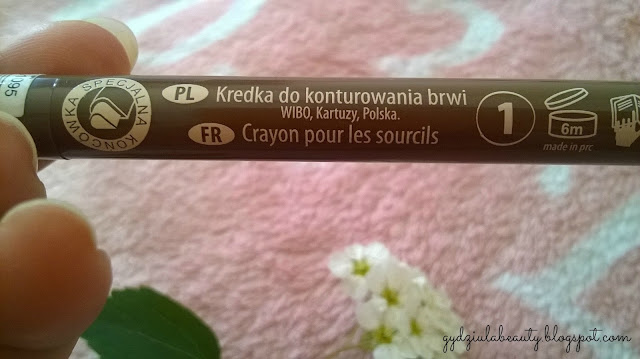 1095
KOŃCÓWKA SPECJALNA
PL Kredka do konturowania brwi
WIBO, Kartuzy, Polska.
FR Crayon pour les sourcils
1
6m
made in prc
gydziulabeauty.blogspot.com